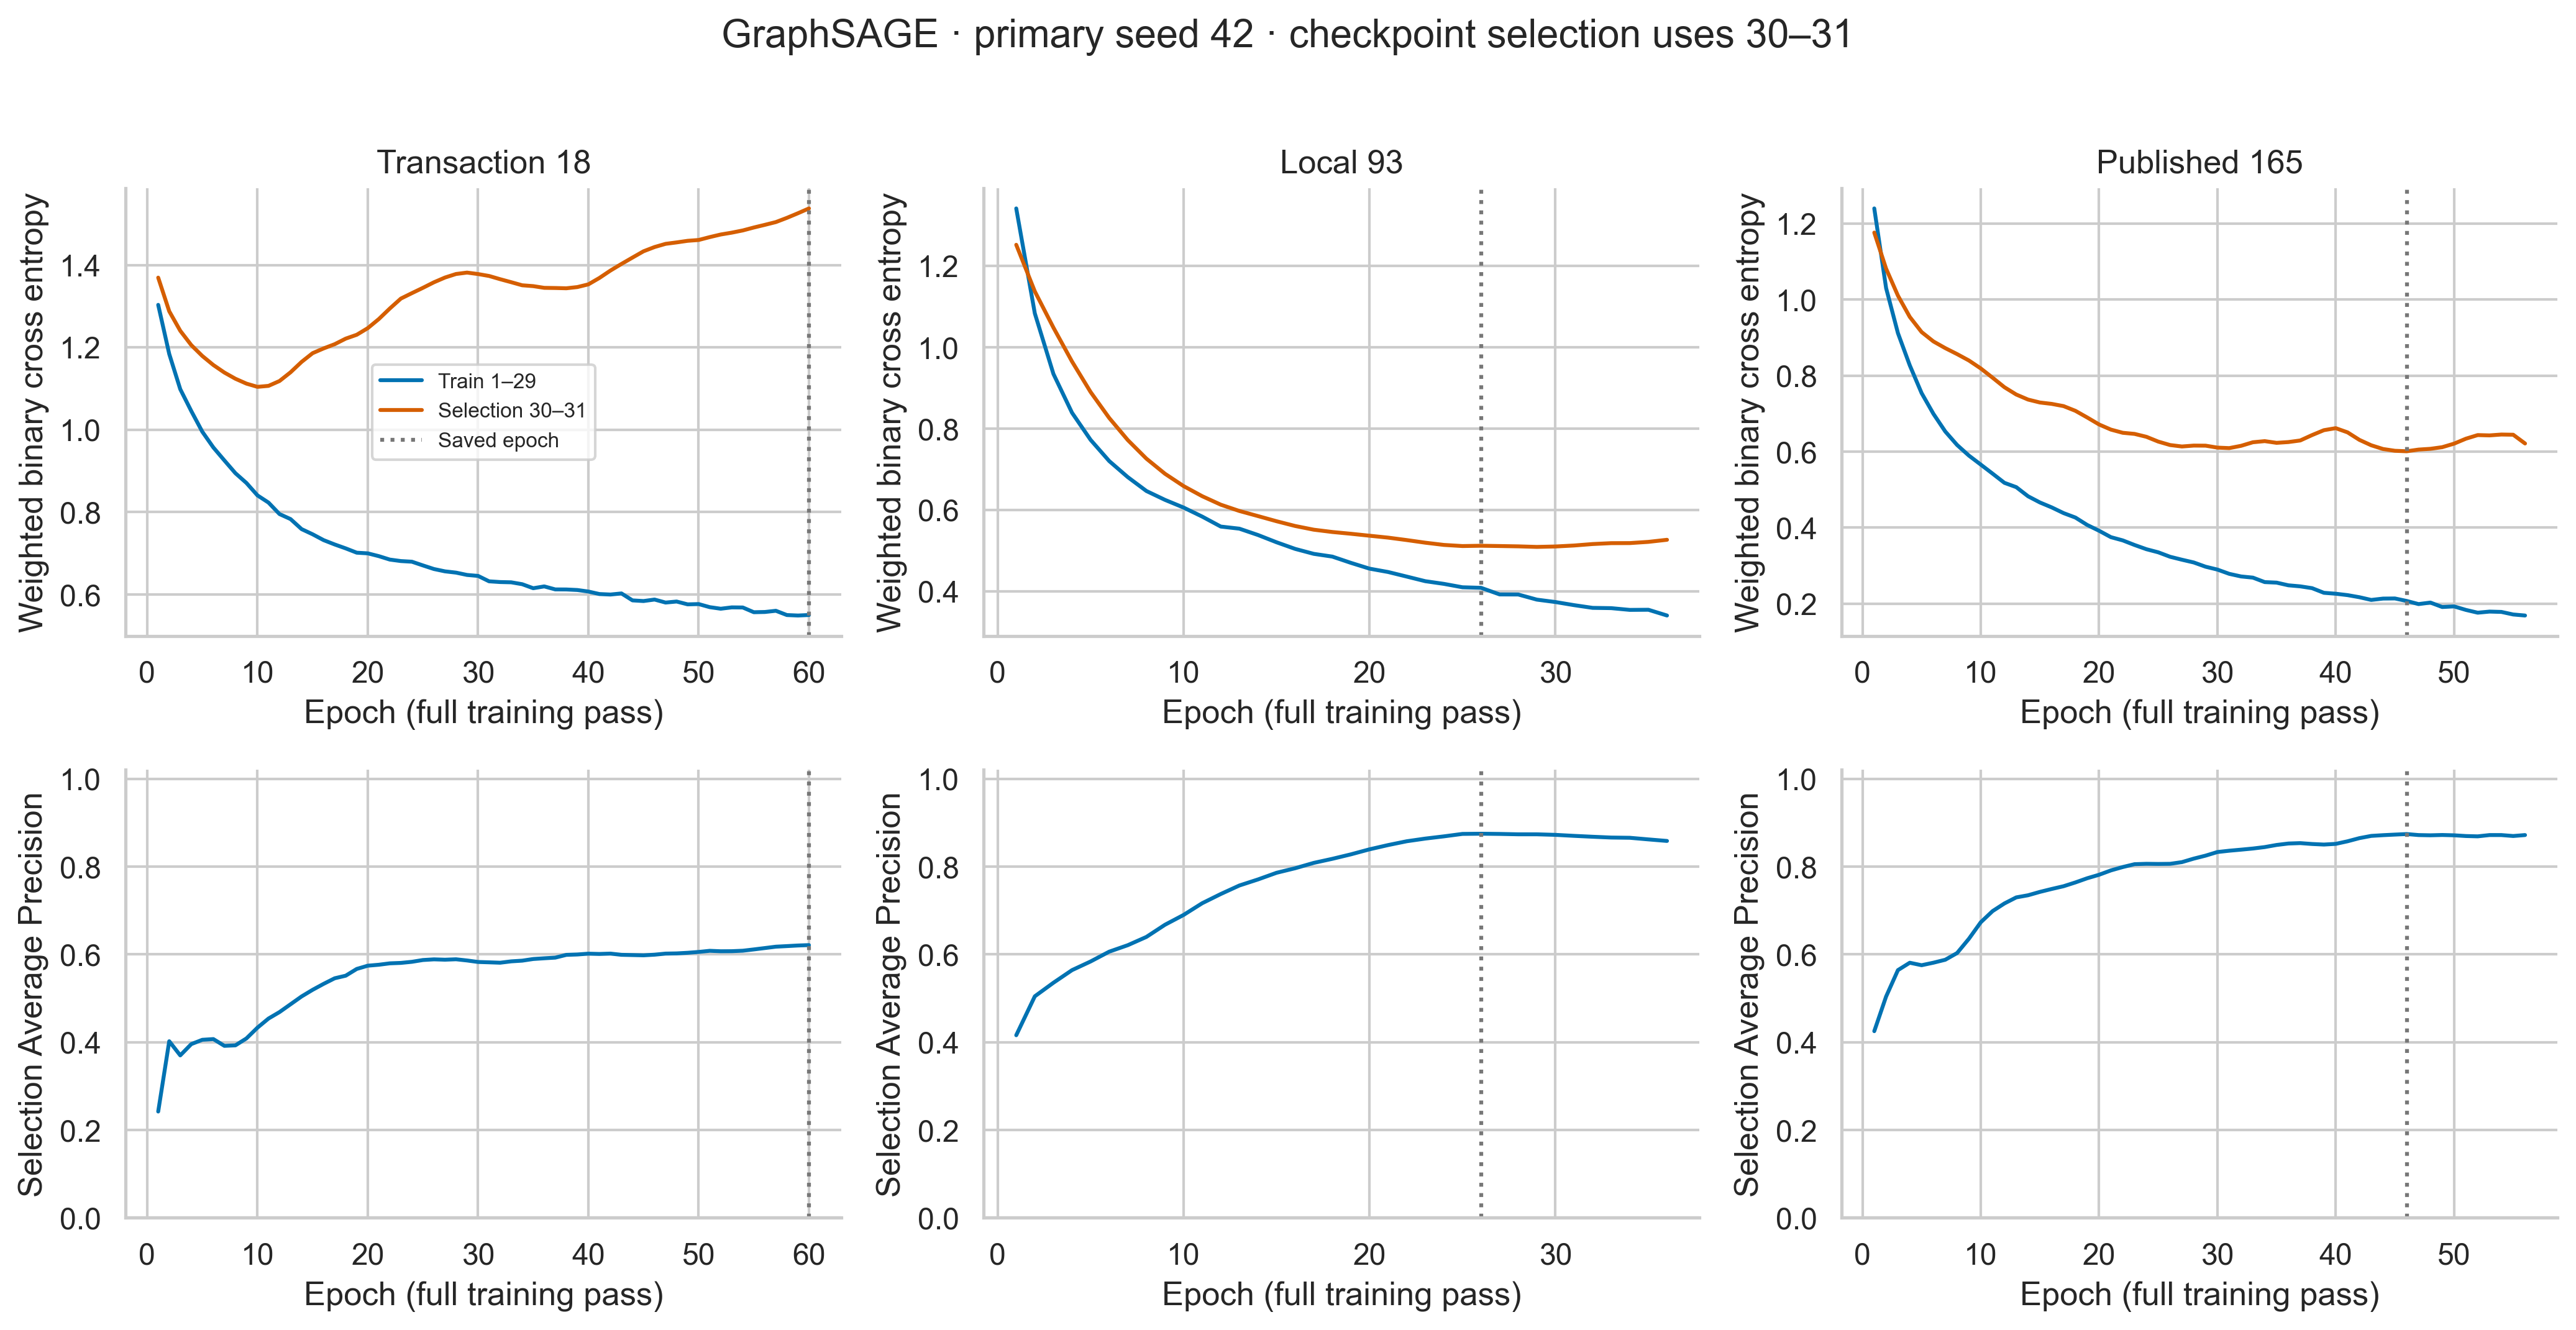 GraphSAGE · primary seed 42 · checkpoint selection uses 30–31
Transaction 18
Weighted binary cross entropy
1.4
1.2
1.0
0.8
0.6
Train 1–29
Selection 30–31
Saved epoch
0 10 20 30 40 50 60
Epoch (full training pass)
Local 93
Weighted binary cross entropy
1.2
1.0
0.8
0.6
0.4
0 10 20 30
Epoch (full training pass)
Published 165
Weighted binary cross entropy
1.2
1.0
0.8
0.6
0.4
0.2
0 10 20 30 40 50
Epoch (full training pass)
Selection Average Precision
1.0
0.8
0.6
0.4
0.2
0.0
0 10 20 30 40 50 60
Epoch (full training pass)
Selection Average Precision
1.0
0.8
0.6
0.4
0.2
0.0
0 10 20 30
Epoch (full training pass)
Selection Average Precision
1.0
0.8
0.6
0.4
0.2
0.0
0 10 20 30 40 50
Epoch (full training pass)